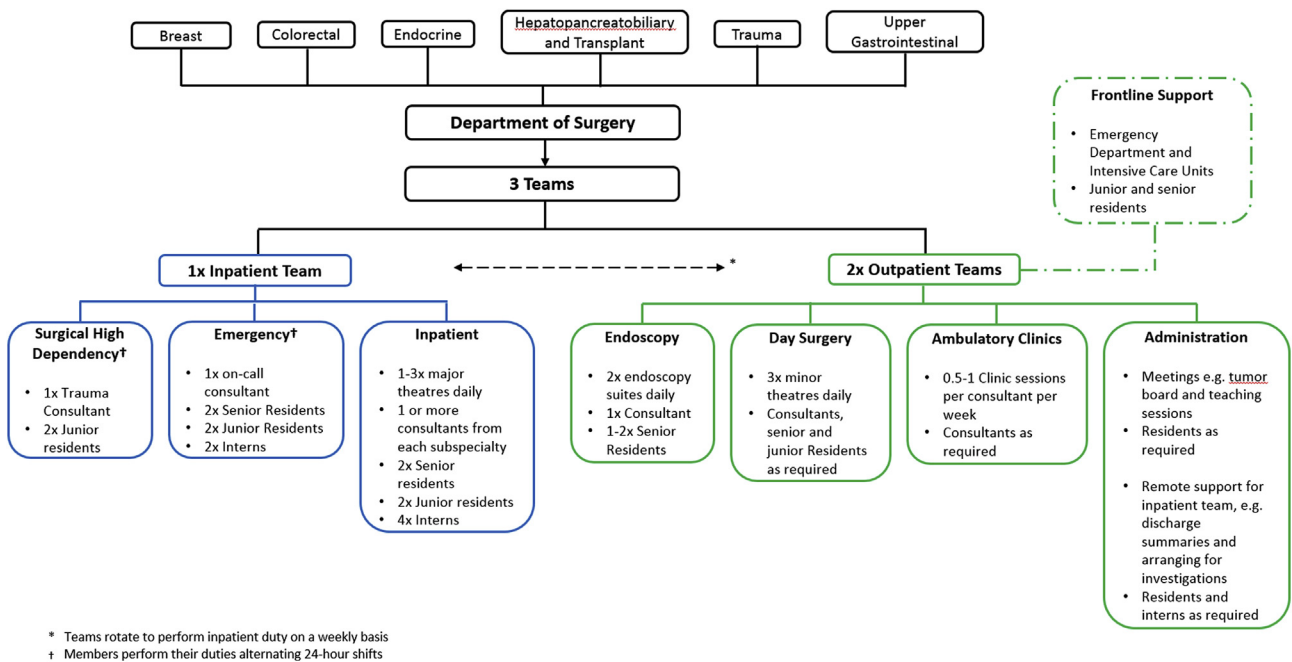 Breast
Colorectal
Endocrine
Hepatopancreatobiliary
and Transplant
Trauma
Upper
Gastrointestinal
Department of Surgery
3 Teams
Frontline Support
• Emergency
Department and
Intensive Care Units
• Junior and senior
residents
1x Inpatient Team
*
2x Outpatient Teams
Surgical High
Dependency†
• 1x Trauma
Consultant
• 2x Junior
residents
Emergency†
• 1x on-call
consultant
• 2x Senior Residents
• 2x Junior Residents
• 2x Interns
Inpatient
• 1-3x major
theatres daily
• 1 or more
consultants from
each subspecialty
• 2x Senior
residents
• 2x Junior residents
• 4x Interns
Endoscopy
• 2x endoscopy
suites daily
• 1x Consultant
• 1-2x Senior
Residents
Day Surgery
• 3x minor
theatres daily
• Consultants,
senior and
junior Residents
as required
Ambulatory Clinics
• 0.5-1 Clinic sessions
per consultant per
week
• Consultants as
required
Administration
• Meetings e.g. tumor
board and teaching
sessions
• Residents as
required
• Remote support for
inpatient team, e.g.
discharge
summaries and
arranging for
investigations
• Residents and
interns as required
* Teams rotate to perform inpatient duty on a weekly basis
† Members perform their duties alternating 24-hour shifts